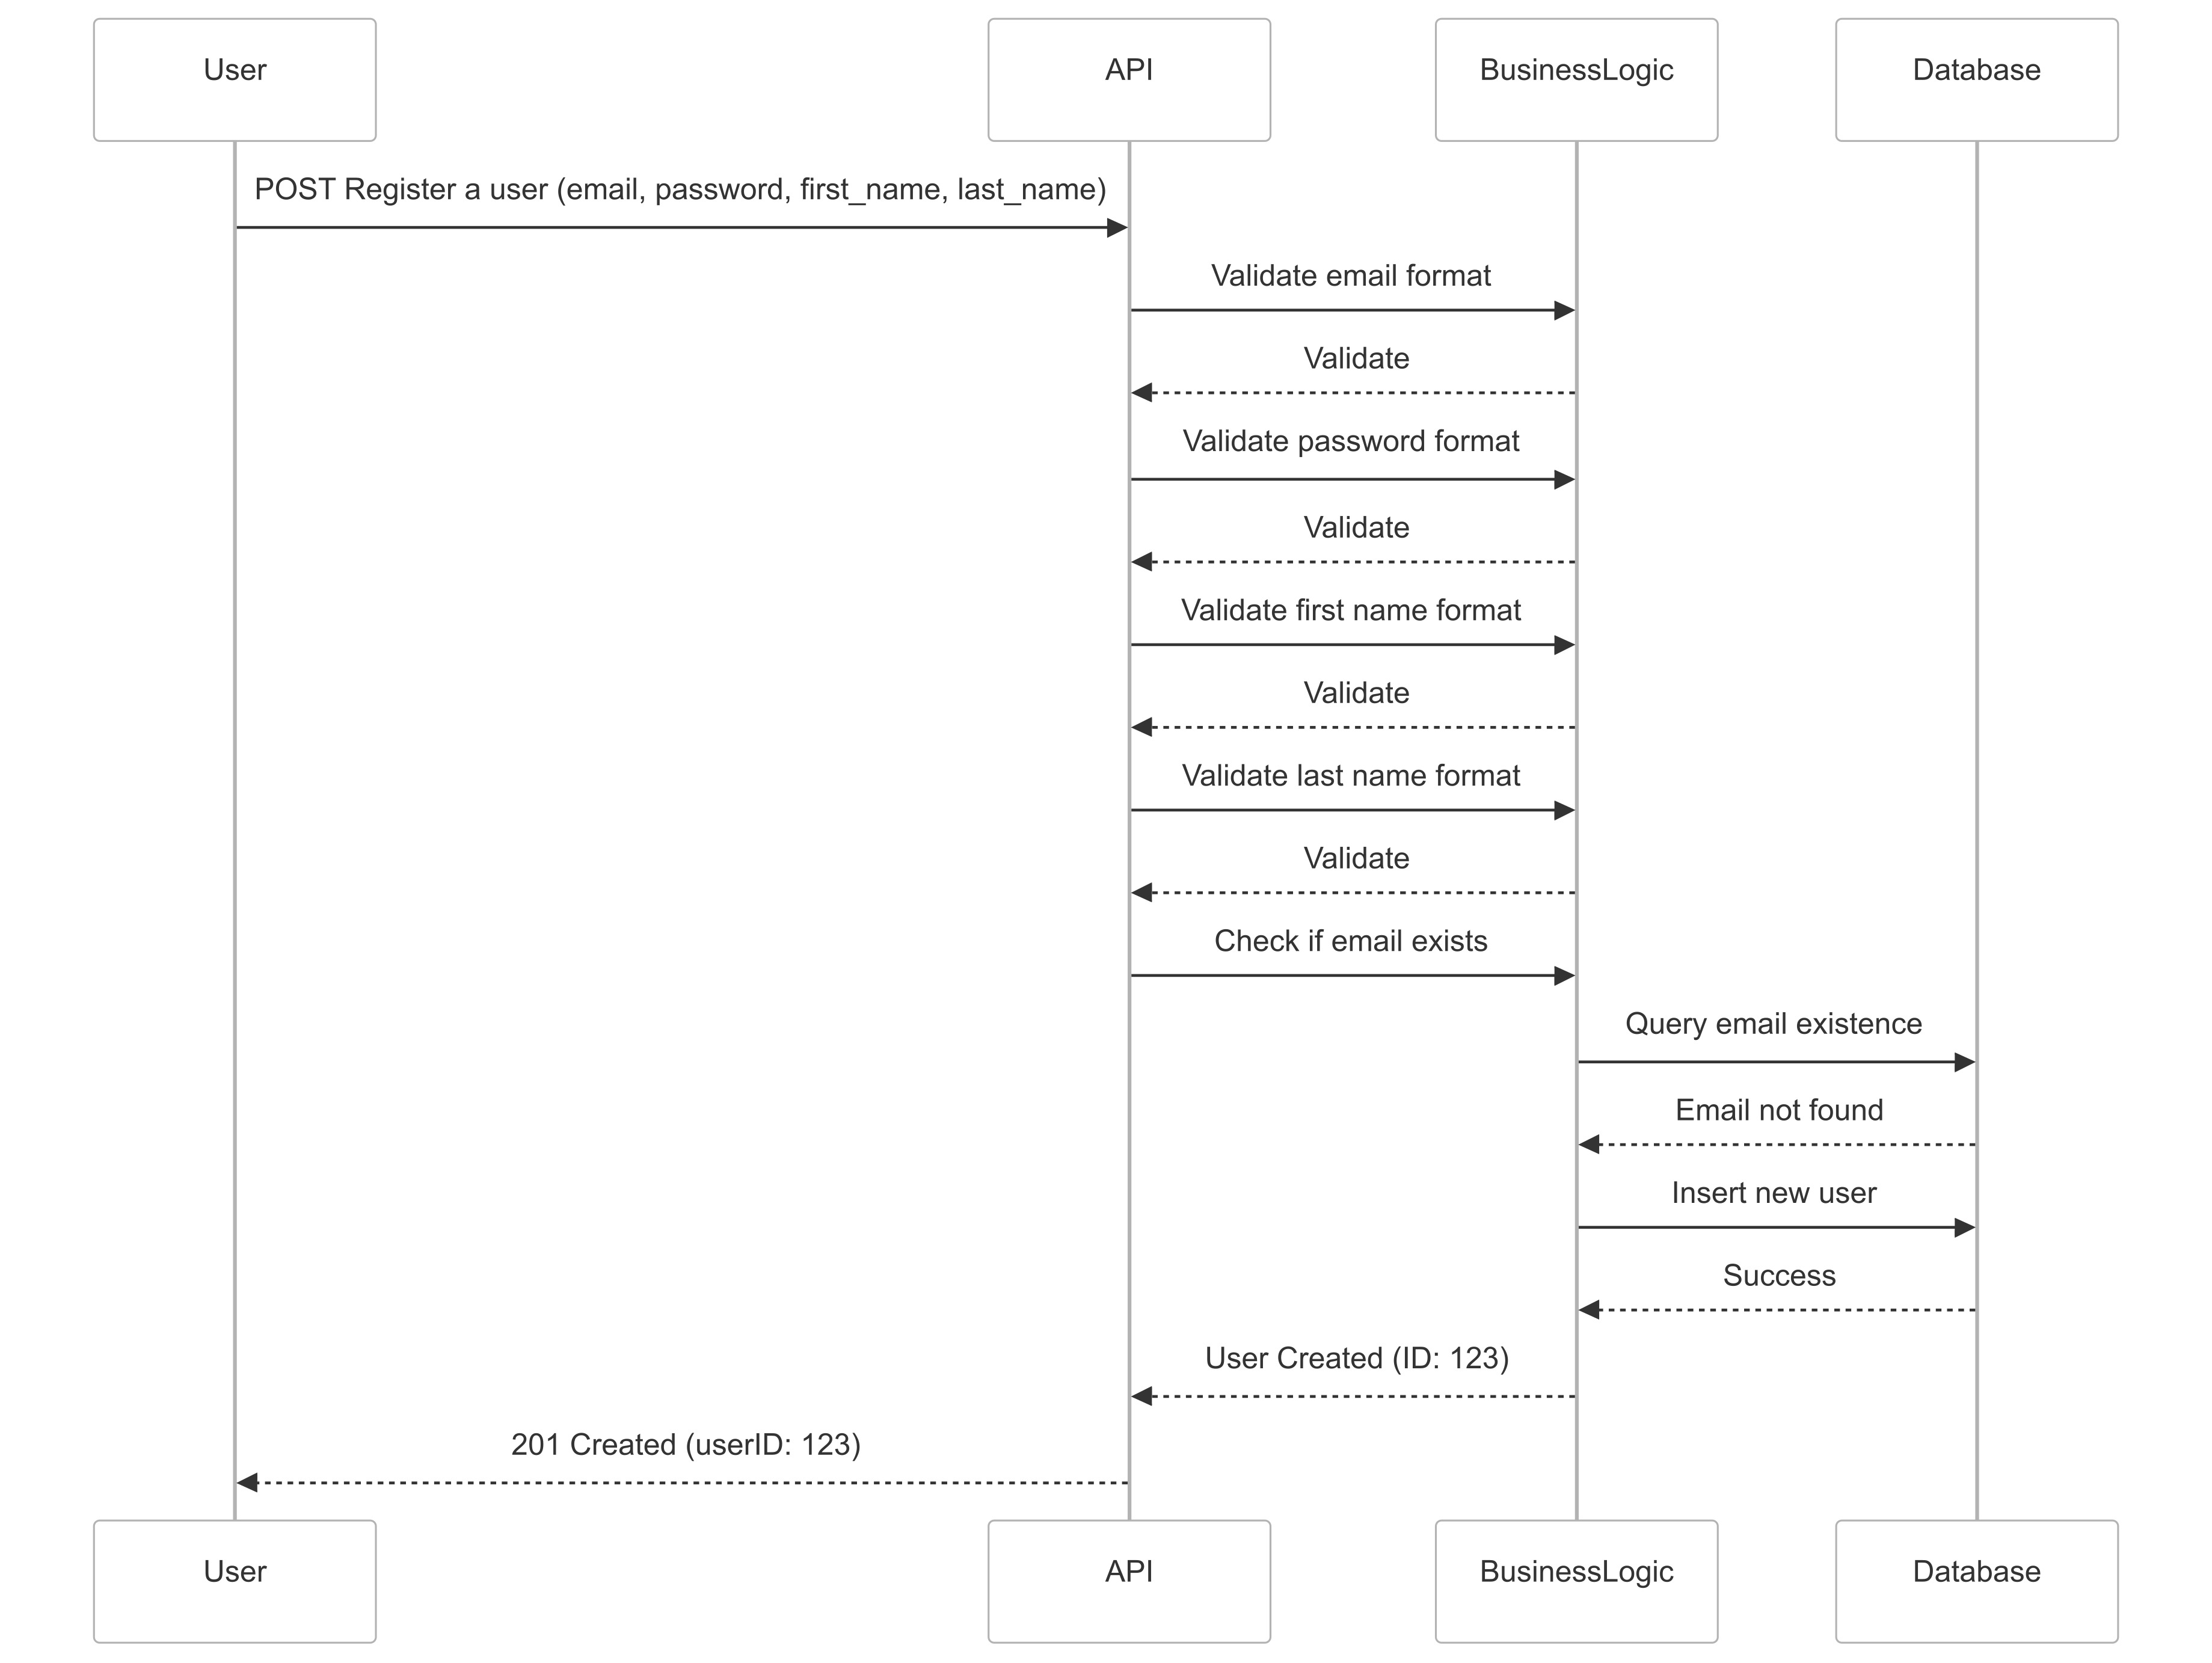 User
API
BusinessLogic
Database
POST Register a user (email, password, first_name, last_name)
Validate email format
Validate
Validate password format
Validate
Validate first name format
Validate
Validate last name format
Validate
Check if email exists
Query email existence
Email not found
Insert new user
Success
User Created (ID: 123)
201 Created (userID: 123)
User
API
BusinessLogic
Database